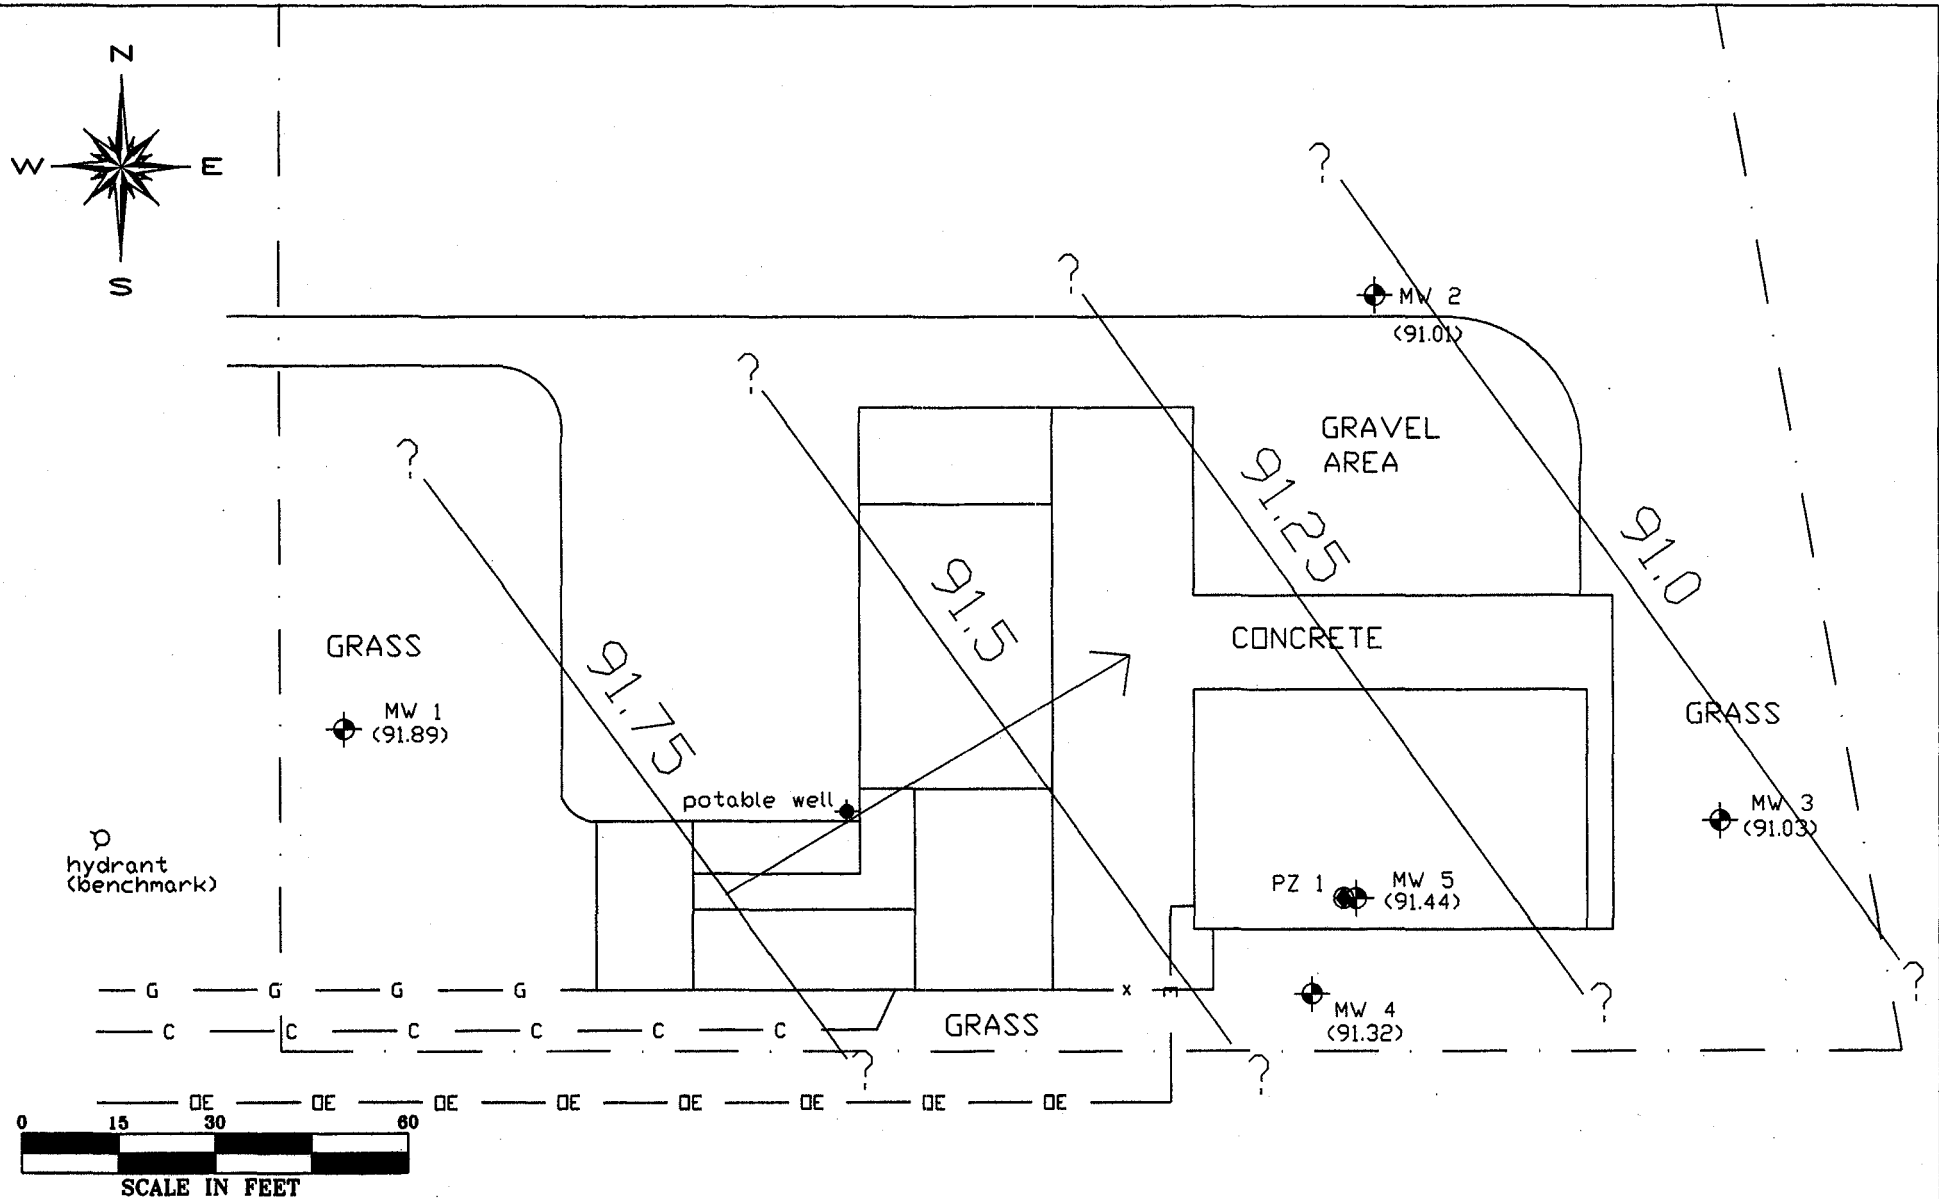 N
W E
S
?
?
?
?
MW 2
(91.01)
GRAVEL
AREA
91.25
91.0
91.5
91.75
CONCRETE
GRASS
GRASS
MW 1
(91.89)
potable well
MW 3
(91.03)
hydrant
(benchmark)
PZ 1
MW 5
(91.44)
?
?
?
?
G G G G x E
C C C C C C
GRASS
MW 4
(91.32)
OE OE OE OE OE OE OE OE
0 15 30 60
SCALE IN FEET